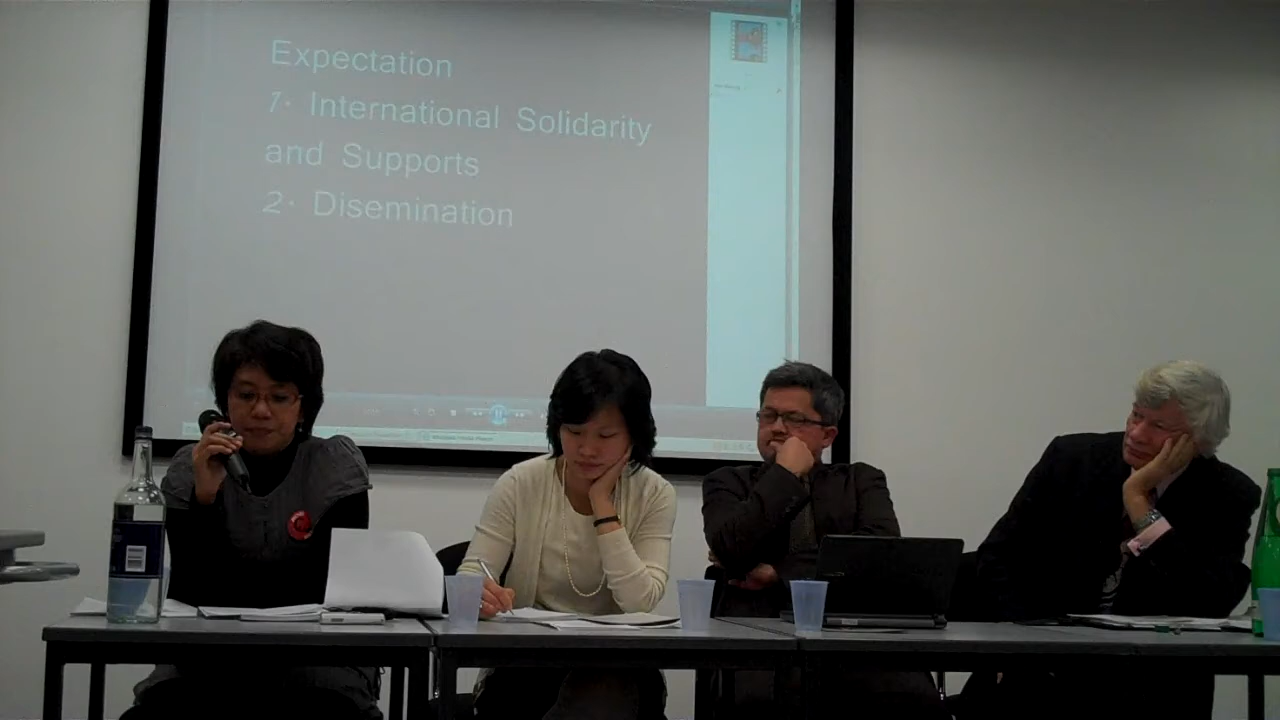 Expectation
1. International Solidarity
and Supports
2. Disemination